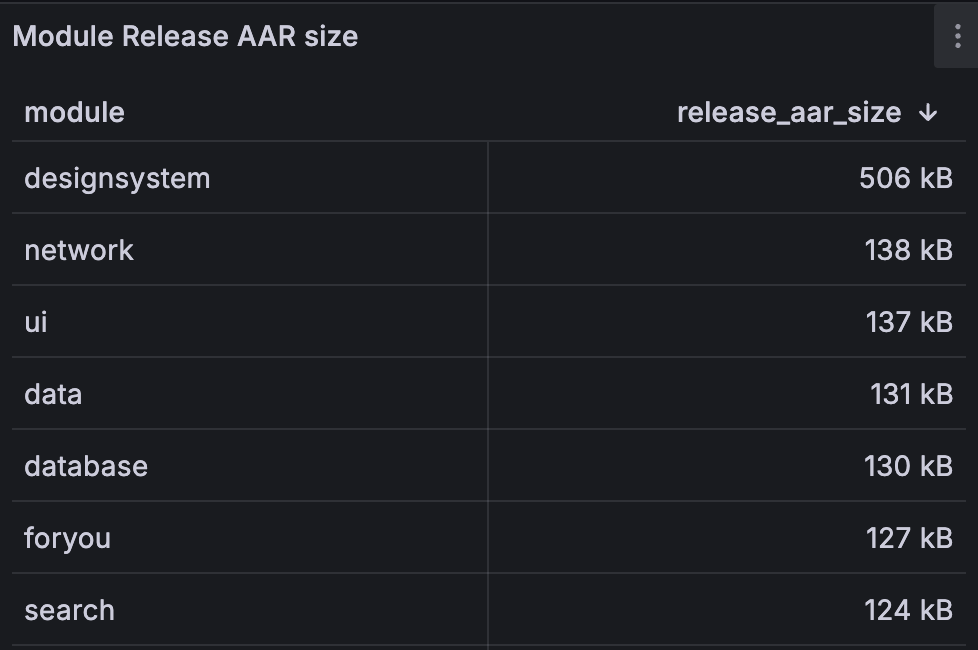 Module Release AAR size
module release_aar_size ↓
designsystem 506 kB
network 138 kB
ui 137 kB
data 131 kB
database 130 kB
foryou 127 kB
search 124 kB